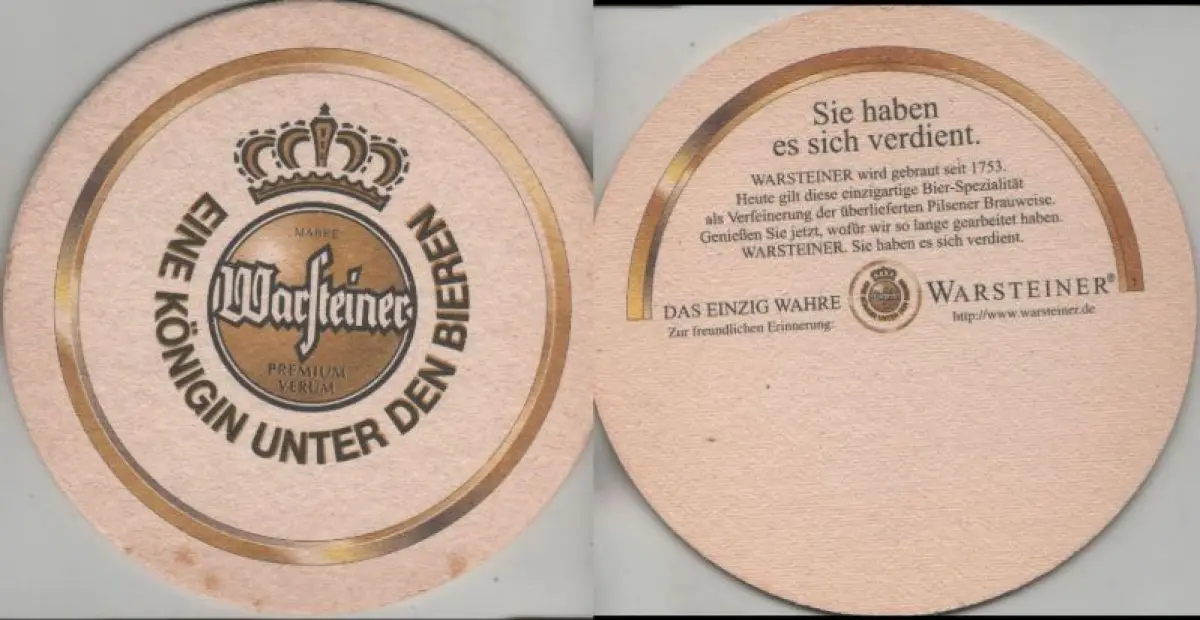 MARKE
Warsteiner
PREMIUM
VERUM
EINE KÖNIGIN UNTER DEN BIEREN
Sie haben
es sich verdient.
WARSTEINER wird gebraut seit 1753.
Heute gilt diese einzigartige Bier-Spezialität
als Verfeinerung der überlieferten Pilsener Brauweise.
Genießen Sie jetzt, wofür wir so lange gearbeitet haben.
WARSTEINER. Sie haben es sich verdient.
DAS EINZIG WAHRE
WARSTEINER®
Zur freundlichen Erinnerung:
http://www.warsteiner.de